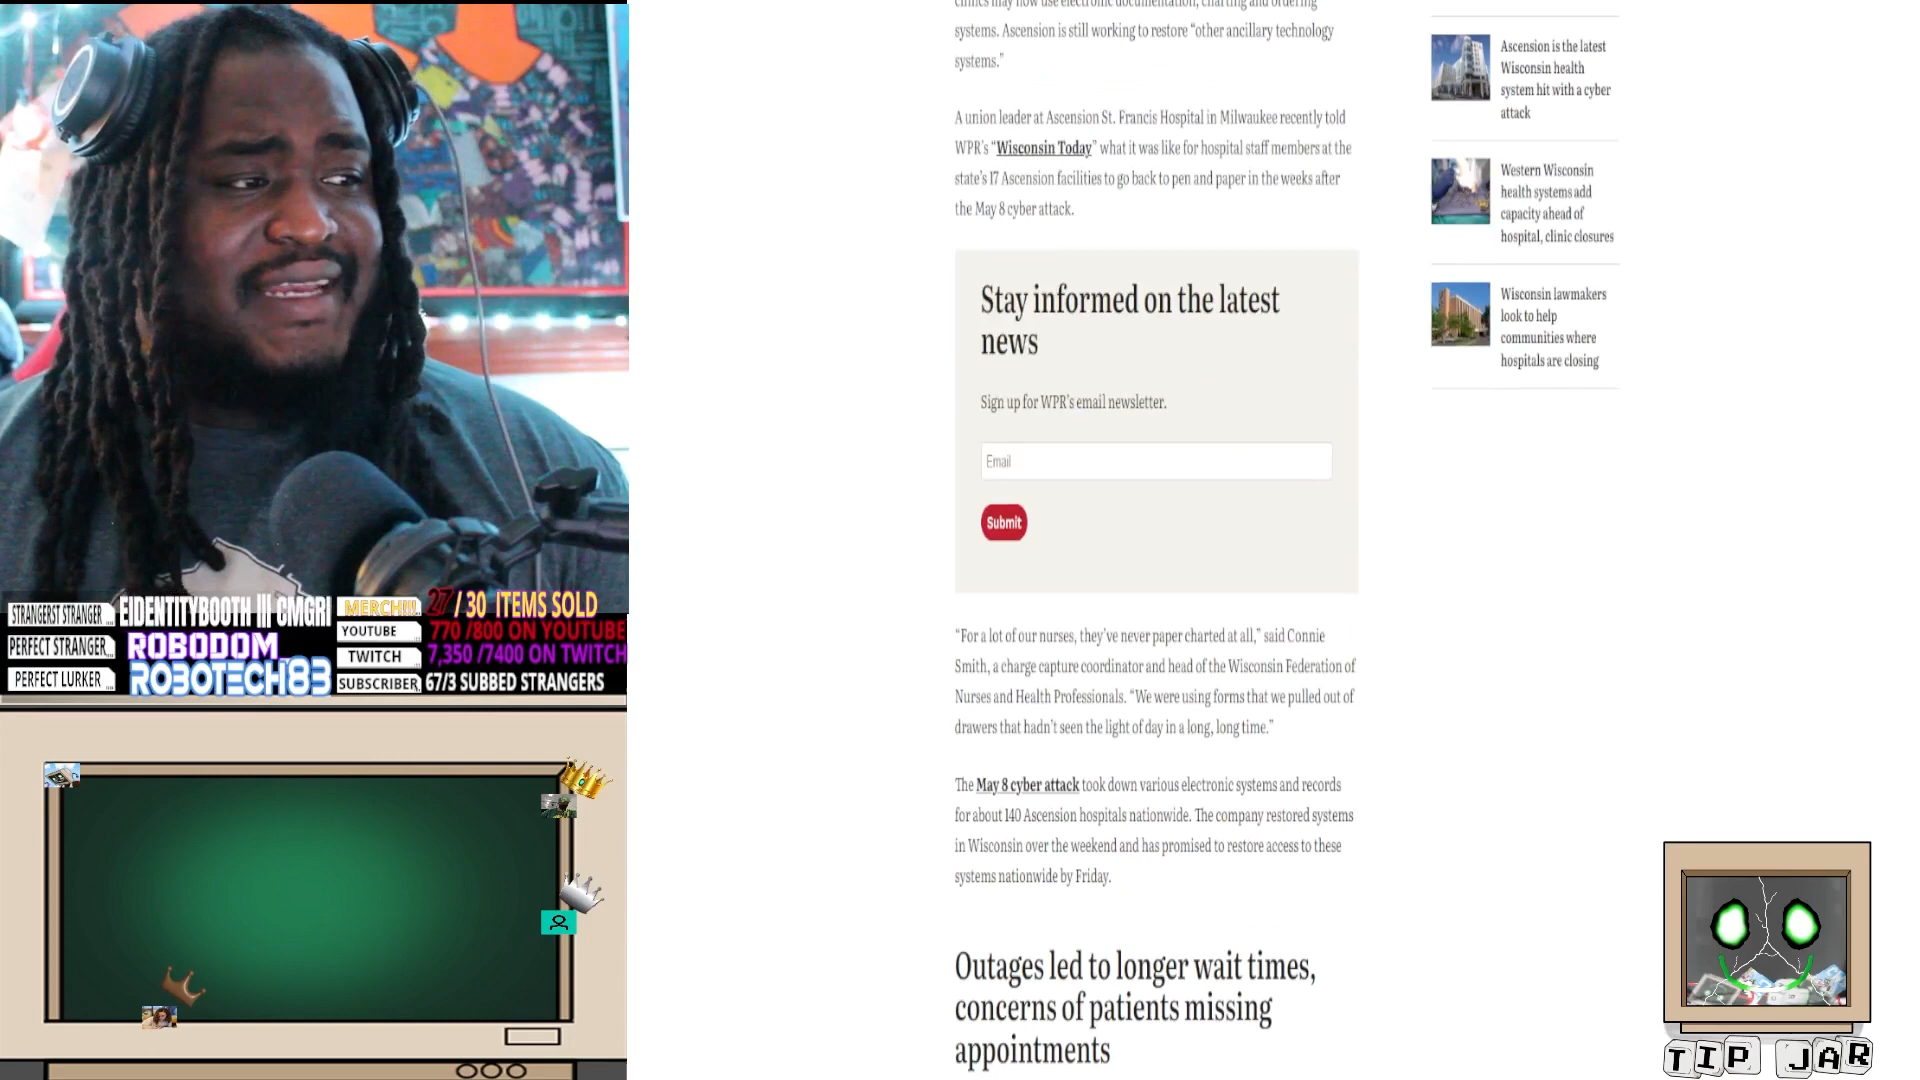 clinics may now use electronic documentation, charting and ordering
systems. Ascension is still working to restore “other ancillary technology
systems.”
A union leader at Ascension St. Francis Hospital in Milwaukee recently told
WPR’s “Wisconsin Today” what it was like for hospital staff members at the
state’s 17 Ascension facilities to go back to pen and paper in the weeks after
the May 8 cyber attack.
Stay informed on the latest
news
Sign up for WPR’s email newsletter.
Email
Submit
“For a lot of our nurses, they’ve never paper charted at all,” said Connie
Smith, a charge capture coordinator and head of the Wisconsin Federation of
Nurses and Health Professionals. “We were using forms that we pulled out of
drawers that hadn’t seen the light of day in a long, long time.”
The May 8 cyber attack took down various electronic systems and records
for about 140 Ascension hospitals nationwide. The company restored systems
in Wisconsin over the weekend and has promised to restore access to these
systems nationwide by Friday.
Outages led to longer wait times,
concerns of patients missing
appointments
Ascension is the latest
Wisconsin health
system hit with a cyber
attack
Western Wisconsin
health systems add
capacity ahead of
hospital, clinic closures
Wisconsin lawmakers
look to help
communities where
hospitals are closing
STRANGERST STRANGER
EIDENTITYBOOTH ||| CMGRI
PERFECT STRANGER
ROBODOM_
PERFECT LURKER
ROBOTECH83
MERCH!!! 27 / 30 ITEMS SOLD
YOUTUBE 770 /800 ON YOUTUBE
TWITCH 7,350 /7400 ON TWITCH
SUBSCRIBER 67/3 SUBBED STRANGERS
TIP JAR